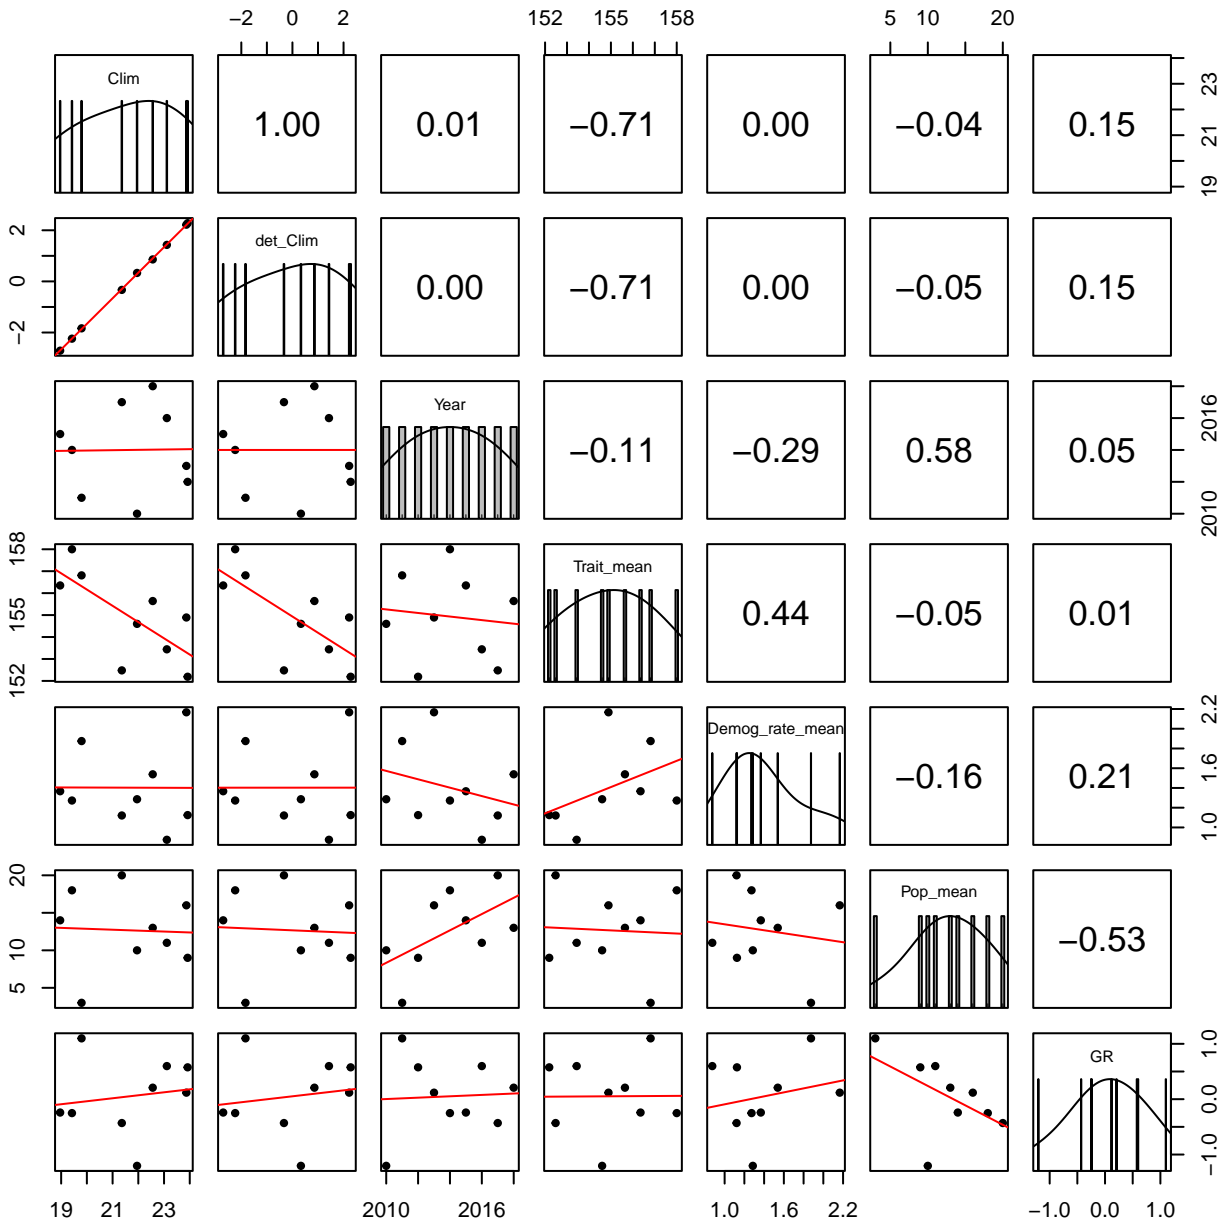 −2 0 2 152 155 158 5 10 20
Clim
1.00 0.01 −0.71 0.00 −0.04 0.15
19 21 23
−2 0 2
det_Clim
0.00 −0.71 0.00 −0.05 0.15
Year
−0.11 −0.29 0.58 0.05
2010 2016
152 155 158
Trait_mean
0.44 −0.05 0.01
Demog_rate_mean
−0.16 0.21
1.0 1.6 2.2
5 10 20
Pop_mean
−0.53
GR
−1.0 0.0 1.0
19 21 23 2010 2016 1.0 1.6 2.2 −1.0 0.0 1.0